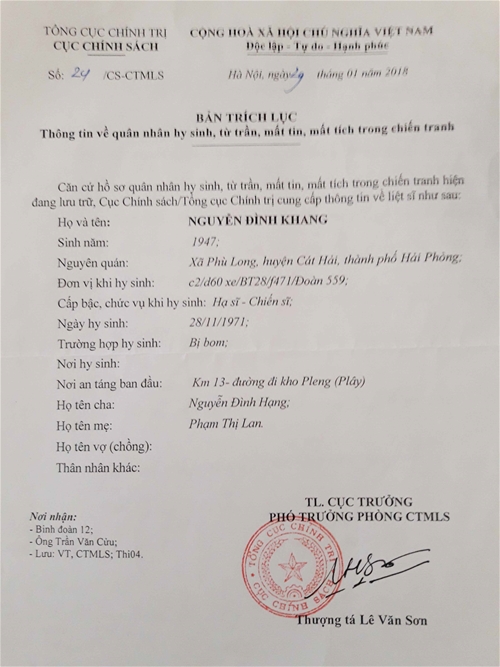 TỔNG CỤC CHÍNH TRỊ
CỤC CHÍNH SÁCH
CỘNG HOÀ XÃ HỘI CHỦ NGHĨA VIỆT NAM
Độc lập - Tự do - Hạnh phúc
Số: 24 /CS-CTMLS
Hà Nội, ngày 29 tháng 01 năm 2018
BẢN TRÍCH LỤC
Thông tin về quân nhân hy sinh, từ trần, mất tin, mất tích trong chiến tranh
Căn cứ hồ sơ quân nhân hy sinh, từ trần, mất tin, mất tích trong chiến tranh hiện
đang lưu trữ, Cục Chính sách/Tổng cục Chính trị cung cấp thông tin về liệt sĩ như sau:
Họ và tên: NGUYỄN ĐÌNH KHANG
Sinh năm: 1947;
Nguyên quán: Xã Phù Long, huyện Cát Hải, thành phố Hải Phòng;
Đơn vị khi hy sinh: c2/d60 xe/BT28/f471/Đoàn 559;
Cấp bậc, chức vụ khi hy sinh: Hạ sĩ - Chiến sĩ;
Ngày hy sinh: 28/11/1971;
Trường hợp hy sinh: Bị bom;
Nơi hy sinh:
Nơi an táng ban đầu: Km 13- đường đi kho Pleng (Plây)
Họ tên cha: Nguyễn Đình Hạng;
Họ tên mẹ: Phạm Thị Lan.
Họ tên vợ (chồng):
Thân nhân khác:
TL. CỤC TRƯỞNG
PHÓ TRƯỞNG PHÒNG CTMLS
Nơi nhận:
- Binh đoàn 12;
- Ông Trần Văn Cửu;
- Lưu: VT, CTMLS; Thi04.
TỔNG CỤC CHÍNH TRỊ
CỤC CHÍNH SÁCH
Thượng tá Lê Văn Sơn